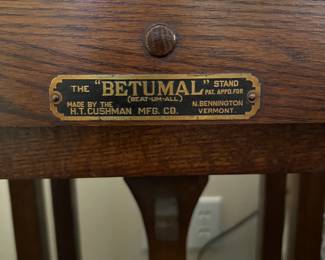 THE "BETUMAL" STAND
(BEAT-UM-ALL) PAT. APPD. FOR
MADE BY THE N. BENNINGTON
H.T. CUSHMAN MFG. CO. VERMONT.